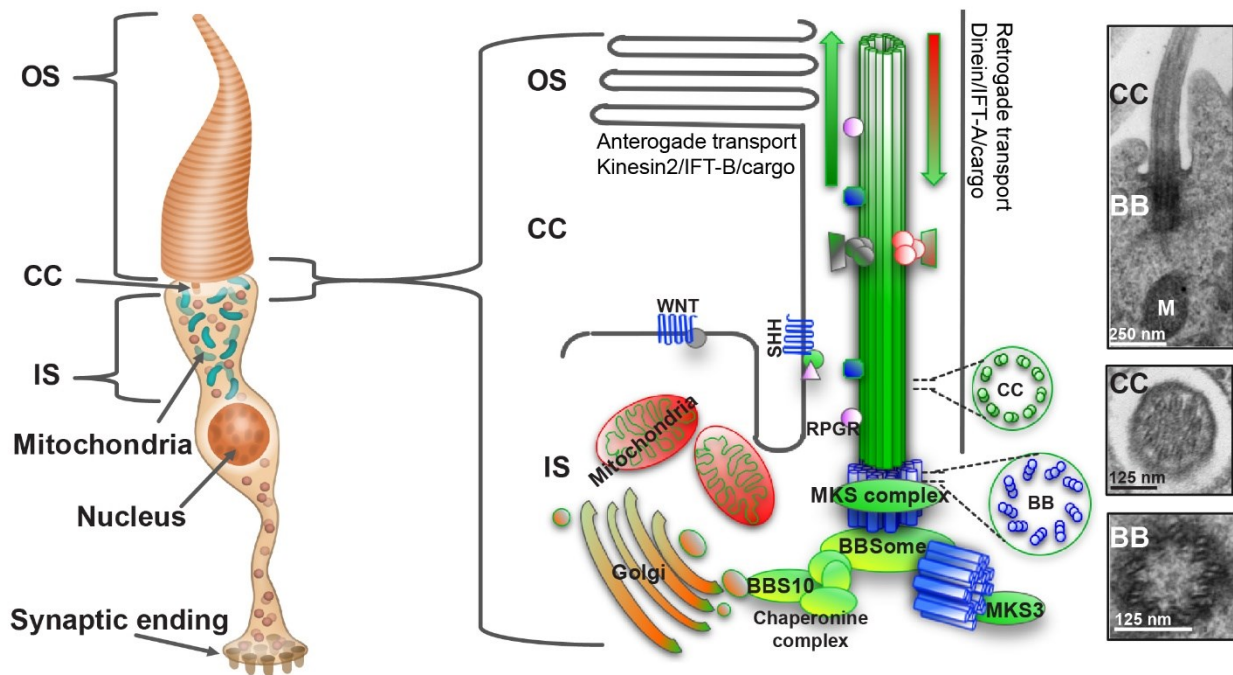 OS
CC
IS
Mitochondria
Nucleus
Synaptic ending
OS
Anterogade transport
Kinesin2/IFT-B/cargo
CC
WNT
SHH
RPGR
IS
Mitochondria
Golgi
MKS complex
BBSome
BBS10
Chaperonine
complex
MKS3
Retrogade transport
Dinein/IFT-A/cargo
CC
BB
CC
BB
M
250 nm
CC
125 nm
BB
125 nm